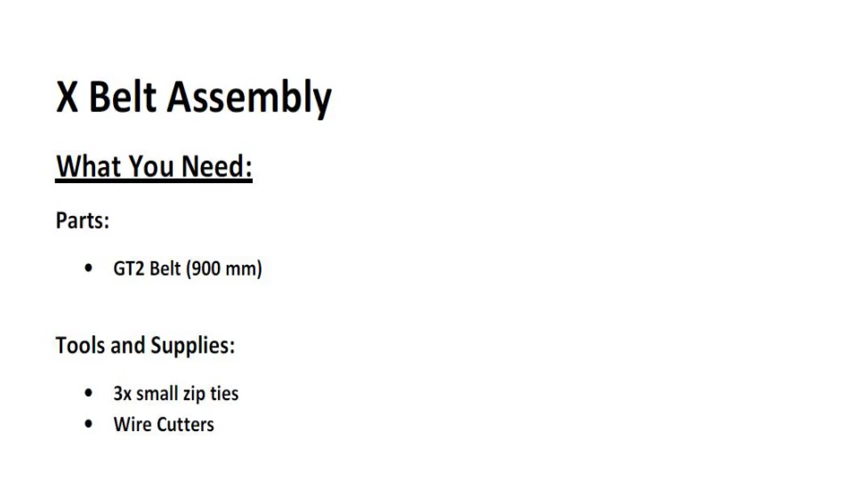 X Belt Assembly
What You Need:
Parts:
• GT2 Belt (900 mm)
Tools and Supplies:
• 3x small zip ties
• Wire Cutters